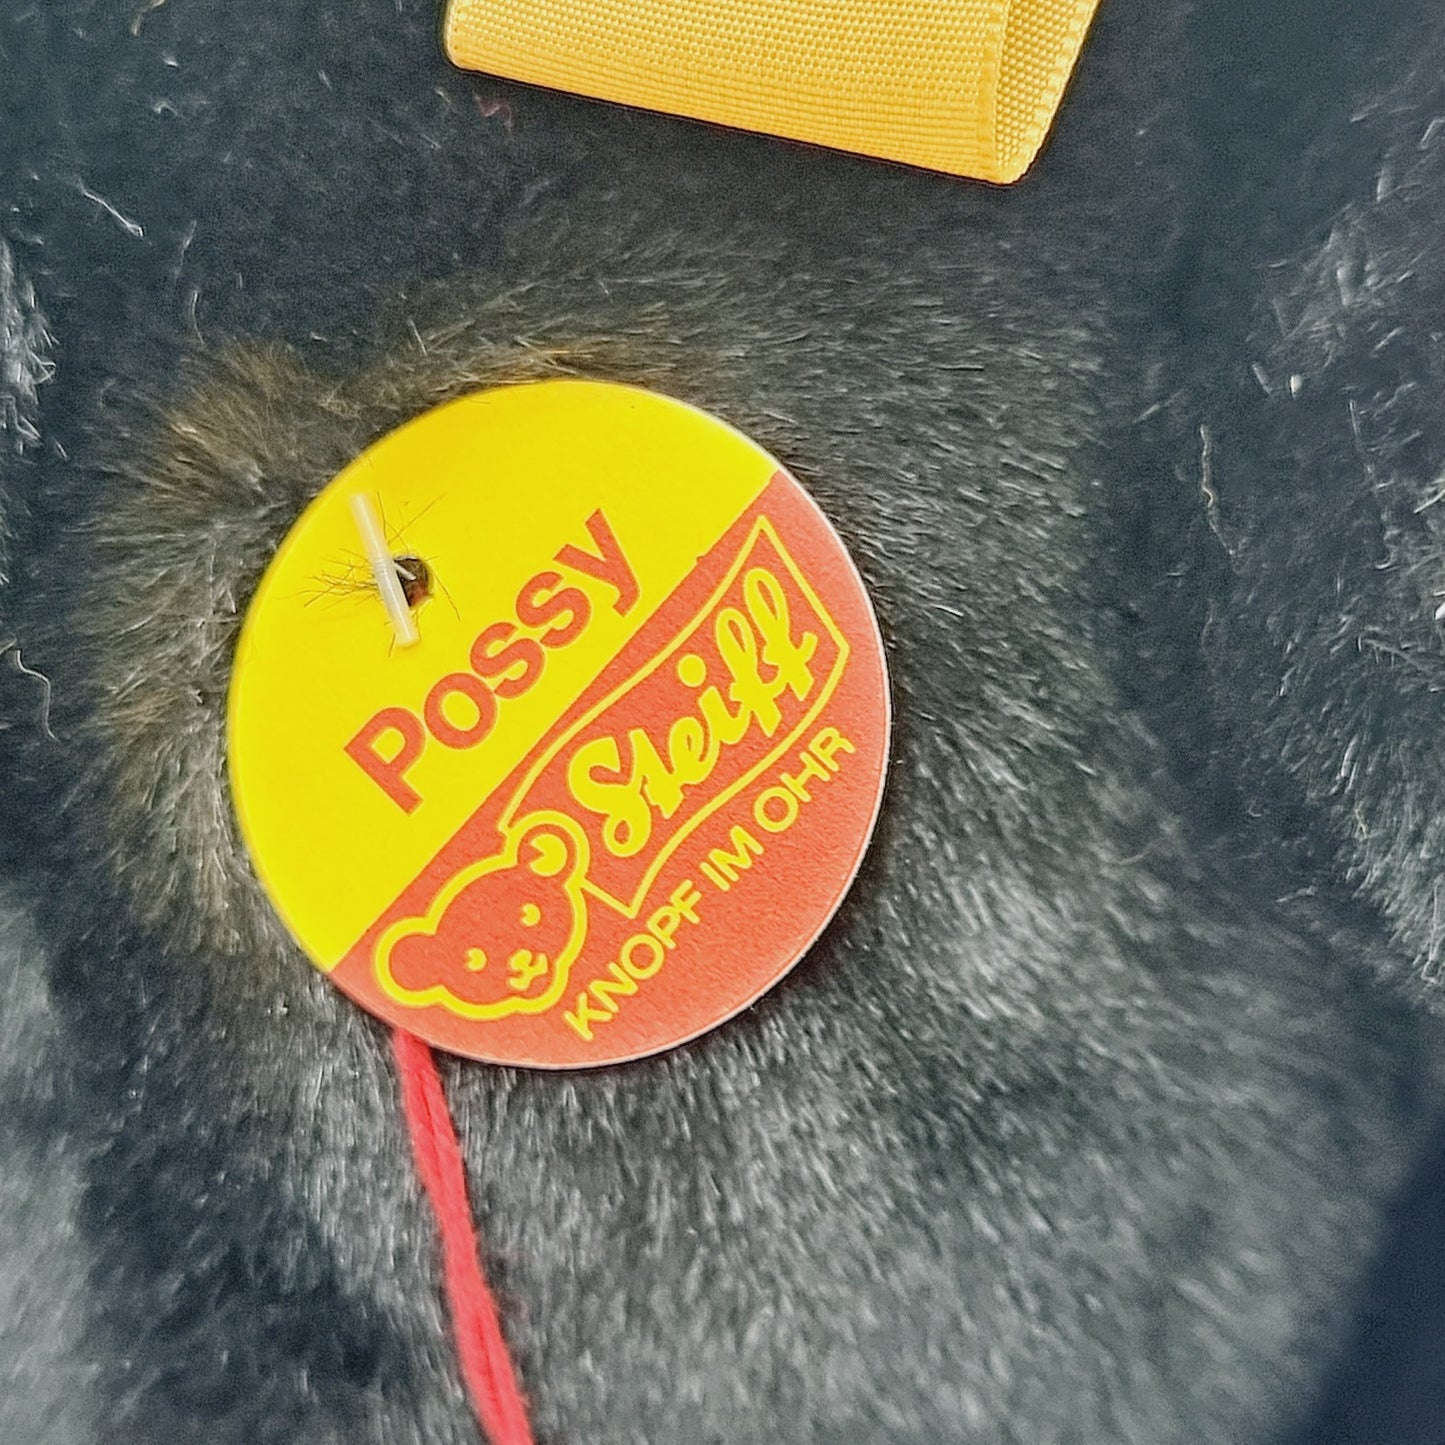 Possy
Steiff
KNOPF IM OHR